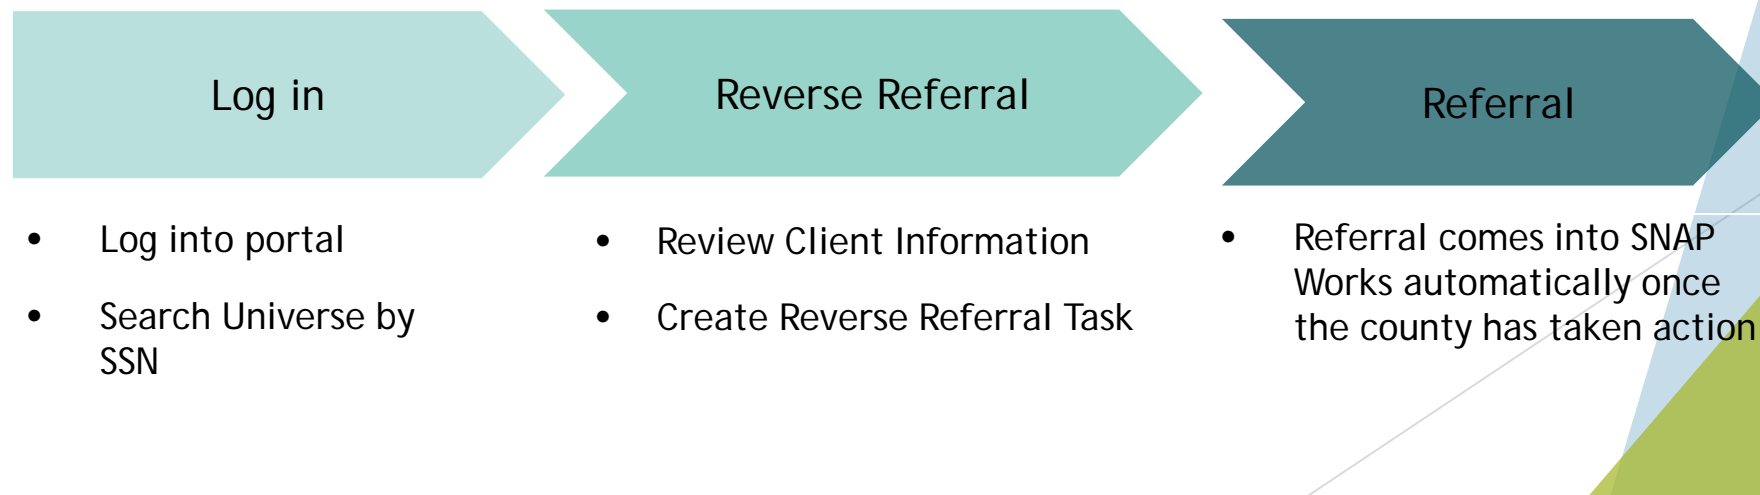 Log in
Reverse Referral
Referral
• Log into portal
• Search Universe by
SSN
• Review Client Information
• Create Reverse Referral Task
• Referral comes into SNAP
Works automatically once
the county has taken action